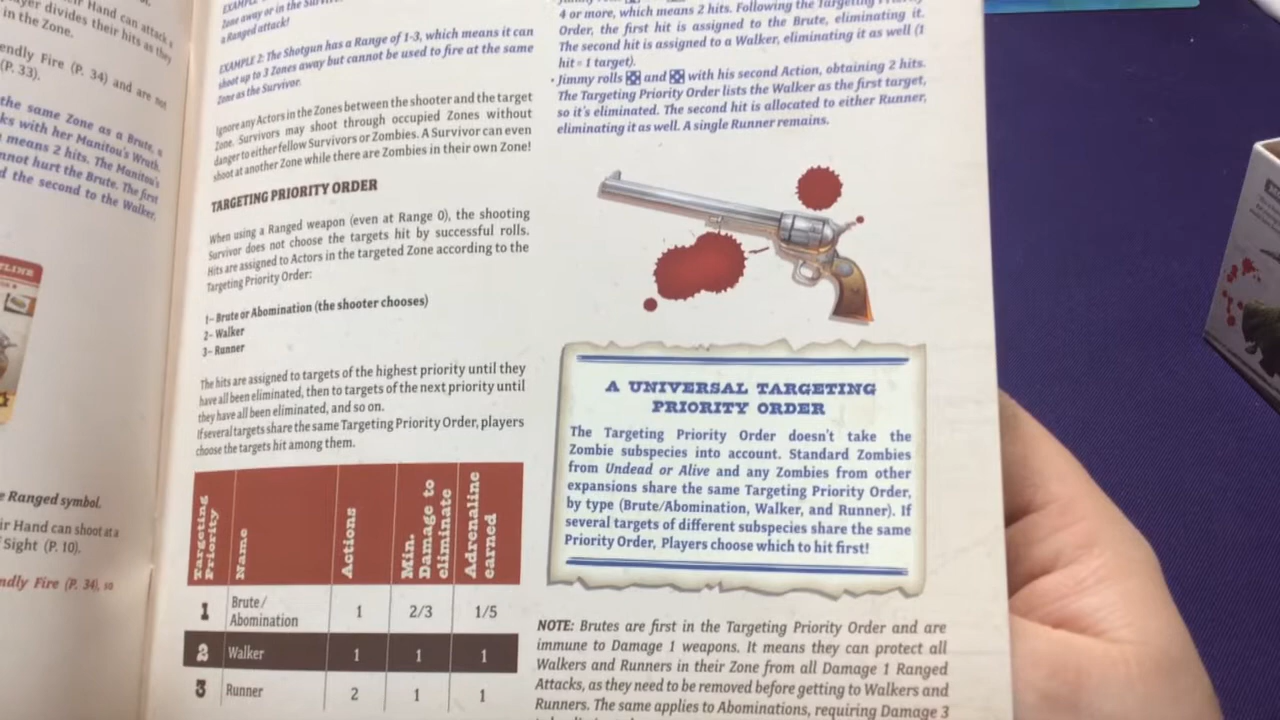 Hand can attack
divides their hits as they
in the Zone.
Fire (P. 34) and are not
(P. 33).
the same Zone as a Brute,
with her Manitou's Wrath.
means 2 hits. The Manitou's
hurt the Brute. The first
the second to the Walker,
e Ranged symbol.
Hand can shoot at a
Sight (P. 10).
Fire (P. 34), so
Zone away or in the
a Ranged attack!
EXAMPLE 2: The Shotgun has a Range of 1-3, which means it can
shoot up to 3 Zones away but cannot be used to fire at the same
Zone as the Survivor.
Ignore any Actors in the Zones between the shooter and the target
Zone. Survivors may shoot through occupied Zones without
danger to either fellow Survivors or Zombies. A Survivor can even
shoot at another Zone while there are Zombies in their own Zone!
TARGETING PRIORITY ORDER
When using a Ranged weapon (even at Range 0), the shooting
Survivor does not choose the targets hit by successful rolls.
Hits are assigned to Actors in the targeted Zone according to the
Targeting Priority Order:
1- Brute or Abomination (the shooter chooses)
2- Walker
3- Runner
The hits are assigned to targets of the highest priority until they
have all been eliminated, then to targets of the next priority until
they have all been eliminated, and so on.
If several targets share the same Targeting Priority Order, players
choose the targets hit among them.
Targeting Priority Name Actions Min. Damage to eliminate Adrenaline earned
1 Brute/ Abomination 1 2/3 1/5
2 Walker 1 1 1
3 Runner 2 1 1
4 or more, which means 2 hits. Following the Targeting
Order, the first hit is assigned to the Brute, eliminating it.
The second hit is assigned to a Walker, eliminating it as well (1
hit = 1 target).
• Jimmy rolls and with his second Action, obtaining 2 hits.
The Targeting Priority Order lists the Walker as the first target,
so it's eliminated. The second hit is allocated to either Runner,
eliminating it as well. A single Runner remains.
A UNIVERSAL TARGETING
PRIORITY ORDER
The Targeting Priority Order doesn't take the
Zombie subspecies into account. Standard Zombies
from Undead or Alive and any Zombies from other
expansions share the same Targeting Priority Order,
by type (Brute/Abomination, Walker, and Runner). If
several targets of different subspecies share the same
Priority Order, Players choose which to hit first!
NOTE: Brutes are first in the Targeting Priority Order and are
immune to Damage 1 weapons. It means they can protect all
Walkers and Runners in their Zone from all Damage 1 Ranged
Attacks, as they need to be removed before getting to Walkers and
Runners. The same applies to Abominations, requiring Damage 3